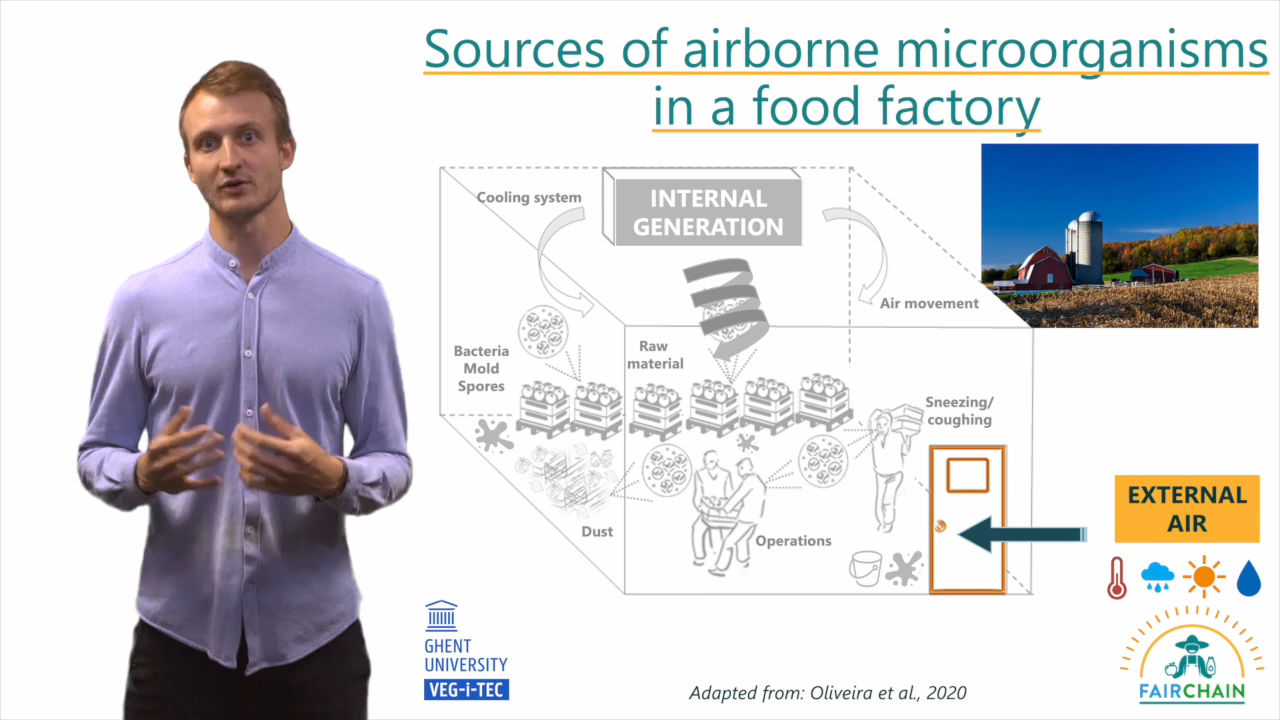 Sources of airborne microorganisms
in a food factory
Cooling system
INTERNAL
GENERATION
Air movement
Bacteria
Mold
Spores
Raw
material
Sneezing/
coughing
Dust
Operations
EXTERNAL
AIR
GHENT
UNIVERSITY
VEG-i-TEC
Adapted from: Oliveira et al., 2020
FAIRCHAIN